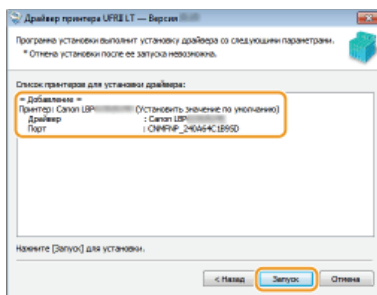 Драйвер принтера UFRII LT — Версия
Программа установки выполнит установку драйвера со следующими параметрами.
* Отмена установки после ее запуска невозможна.
Список принтеров для установки драйвера:
= Добавление =
Принтер: Canon LBP (Установить значение по умолчанию)
Драйвер : Canon LBP
Порт : CNMFNP_240A64C1B95D
Нажмите [Запуск] для установки.
< Назад Запуск Отмена